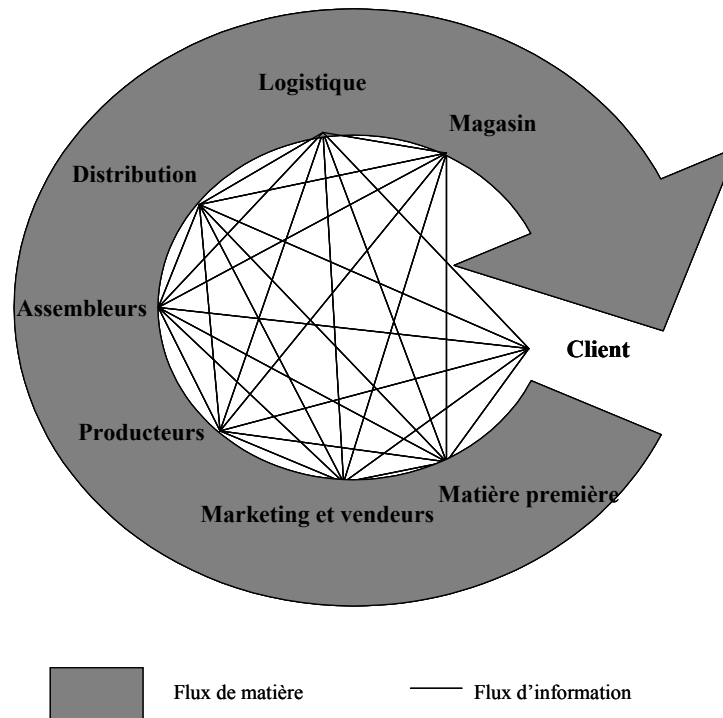 Logistique
Magasin
Distribution
Assembleurs
Client
Producteurs
Matière première
Marketing et vendeurs
Flux de matière
Flux d'information